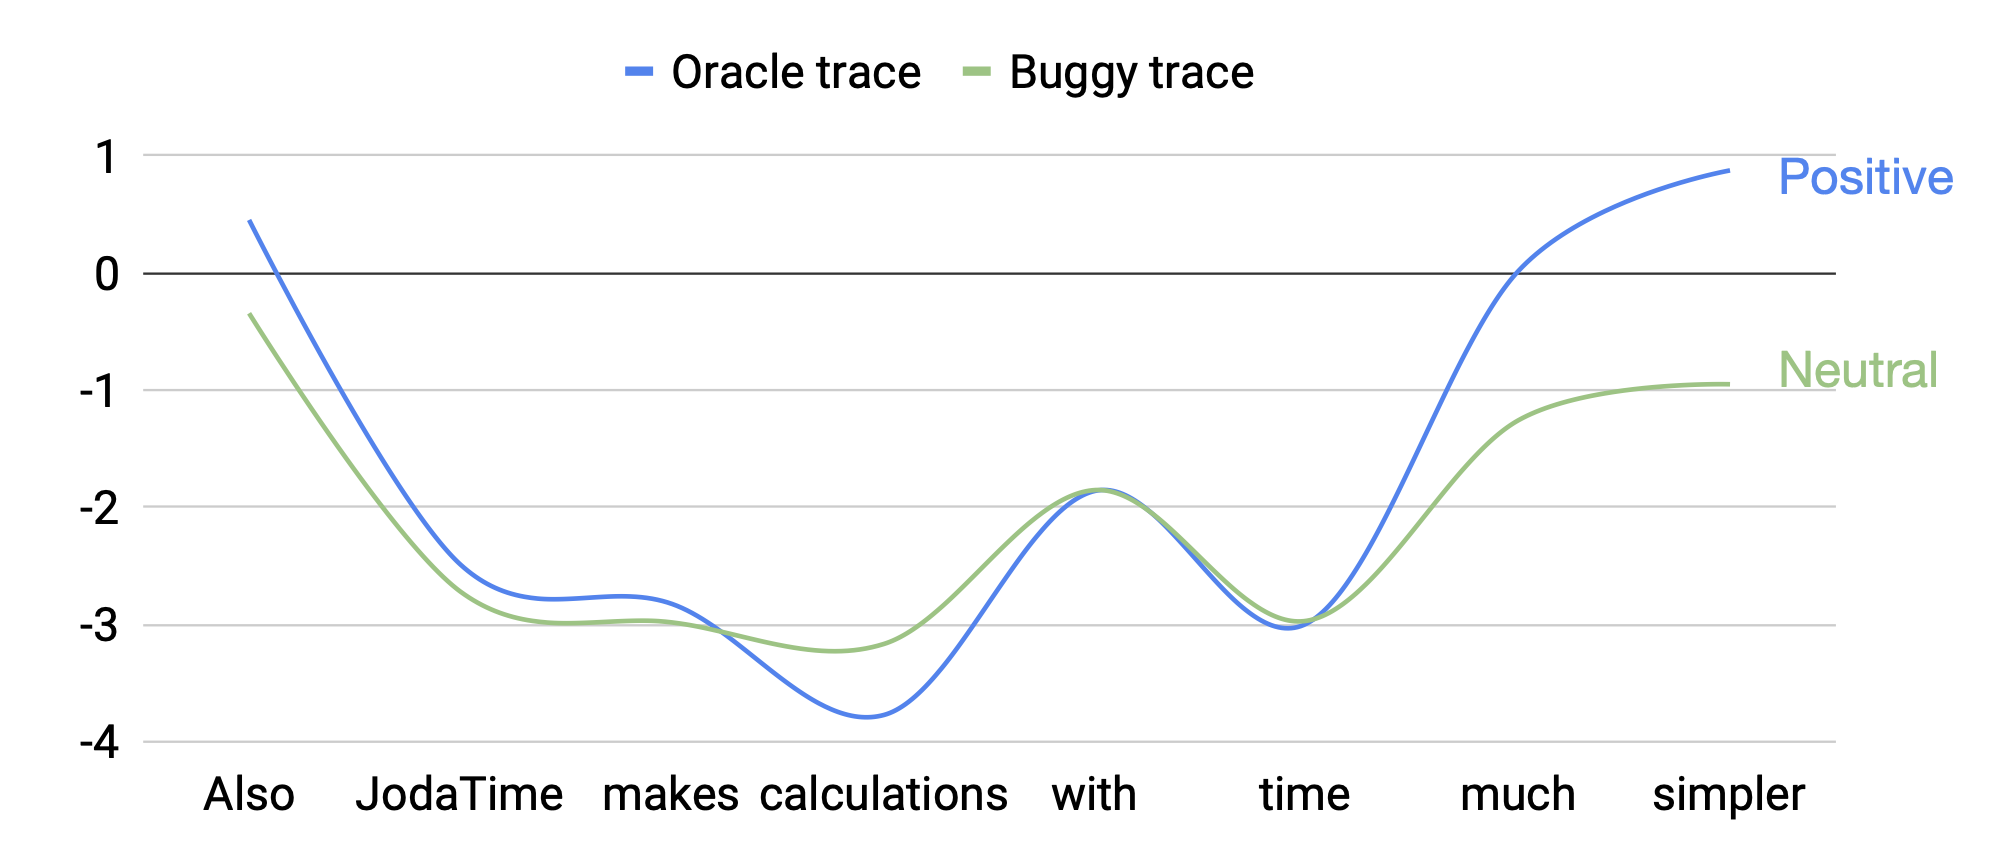 Oracle trace Buggy trace
1
Positive
0
-1
Neutral
-2
-3
-4
Also JodaTime makes calculations with time much simpler